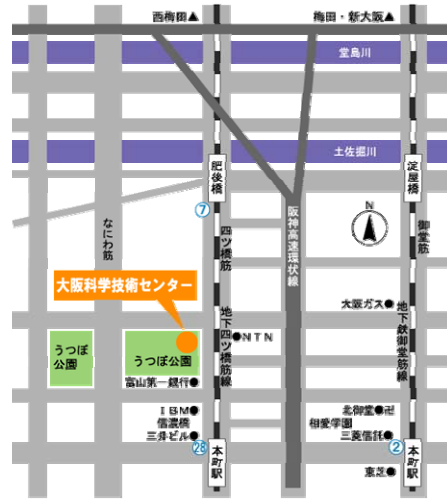 西梅田▲
梅田・新大阪▲
堂島川
土佐堀川
肥後橋
淀屋橋
⑦
N
なにわ筋
四ツ橋筋
阪神高速環状線
御堂筋
大阪科学技術センター
大阪ガス●
地下四ツ橋筋線
地下鉄御堂筋線
●NTN
うつぼ
公園
うつぼ公園
富山第一銀行●
IBM●
信濃橋
三井ビル●
北御堂●卍
相愛学園
三菱信託●
㉘
本町駅
②
本町駅
東芝●